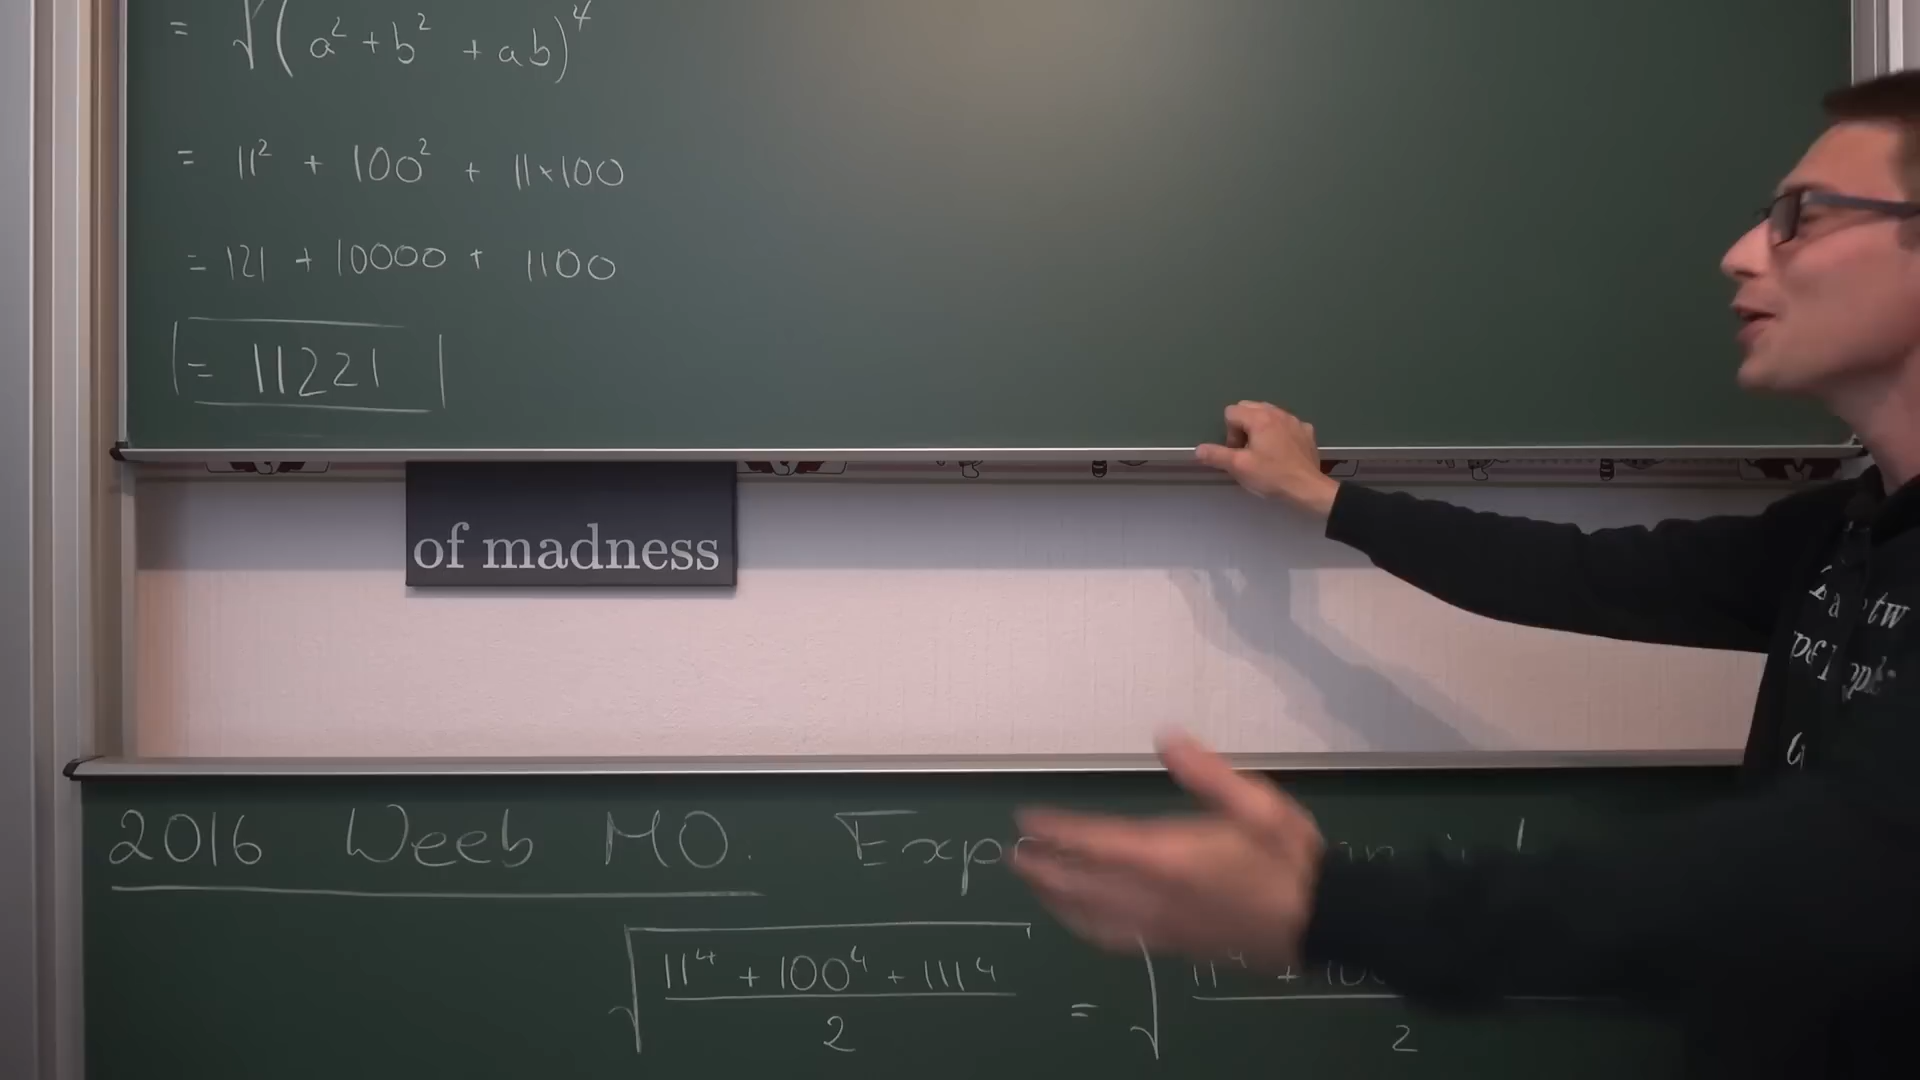 = √(a² + b² + ab)⁴
= 11² + 100² + 11×100
= 121 + 10000 + 1100
= 11221
of madness
2016 Weeb MO.
√(11⁴ + 100⁴ + 111⁴ / 2) = √(11⁴ + / 2)